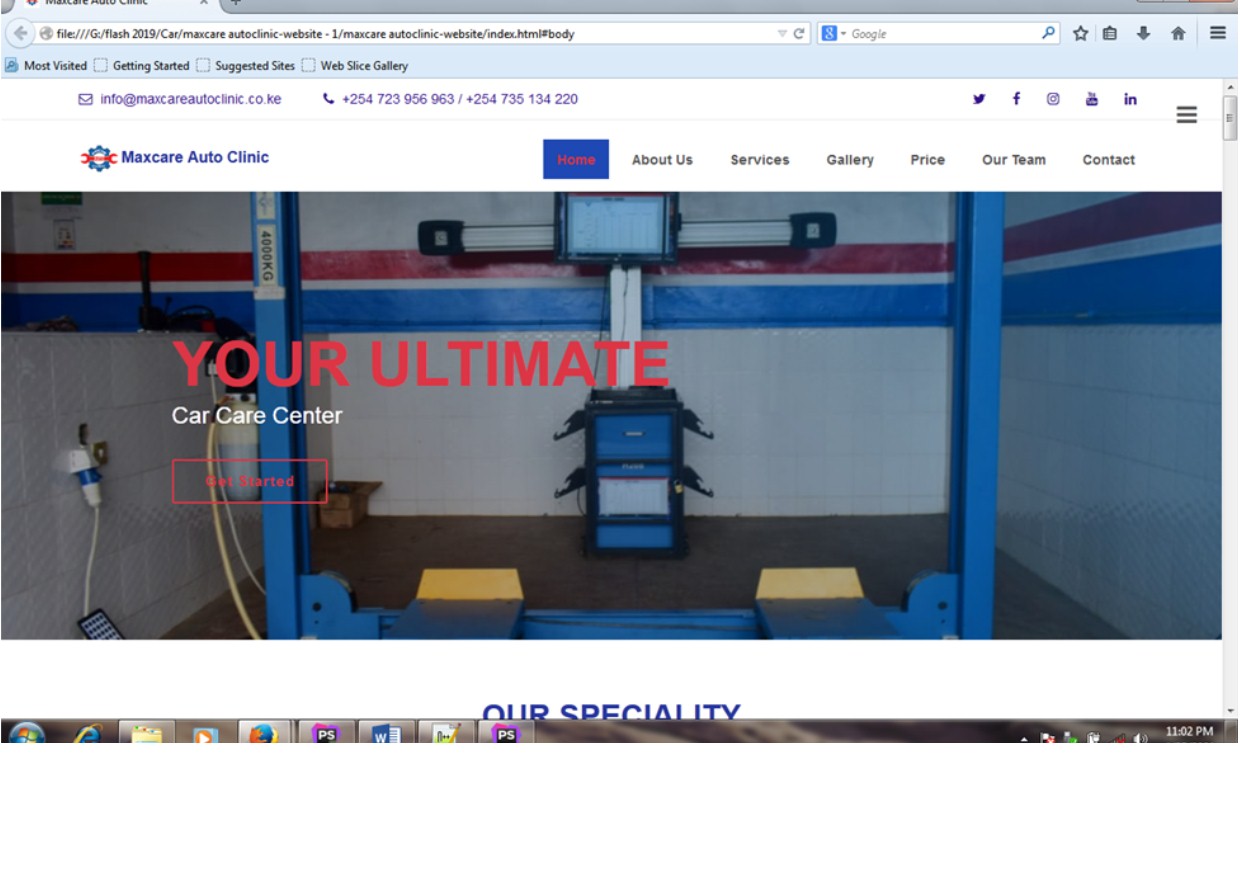 Maxcare Auto Clinic
file:///G:/flash 2019/Car/maxcare autoclinic-website - 1/maxcare autoclinic-website/index.html#body
Google
Most Visited Getting Started Suggested Sites Web Slice Gallery
info@maxcareautoclinic.co.ke +254 723 956 963 / +254 735 134 220
Maxcare Auto Clinic
Home About Us Services Gallery Price Our Team Contact
4000KG
YOUR ULTIMATE
Car Care Center
Get Started
OUR SPECIALITY
PS W PS
11:02 PM